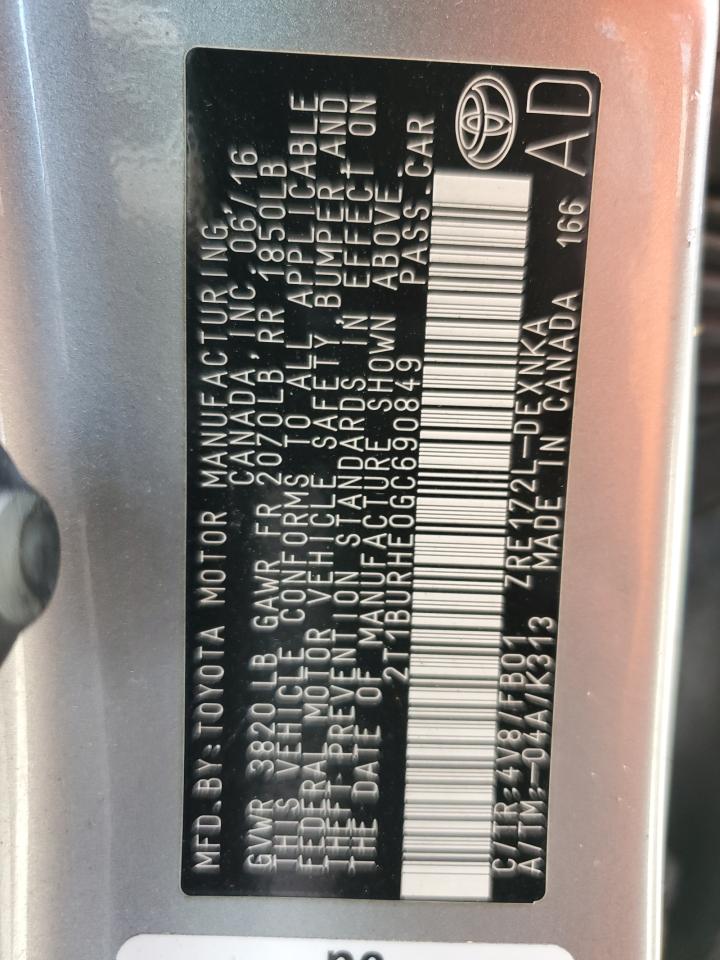 MFD.BY:TOYOTA MOTOR MANUFACTURING
CANADA, INC. 06/16
GVWR 3820LB GAWR FR 2070LB, RR 1850LB
THIS VEHICLE CONFORMS TO ALL APPLICABLE
FEDERAL MOTOR VEHICLE SAFETY, BUMPER, AND
THEFT PREVENTION STANDARDS IN EFFECT ON
THE DATE OF MANUFACTURE SHOWN ABOVE.
2T1BURHE0GC690849 PASS.CAR
C/TR:4V8/FB01 ZRE172L-DEXNKA
A/TM:-04A/K313 MADE IN CANADA 166
AD